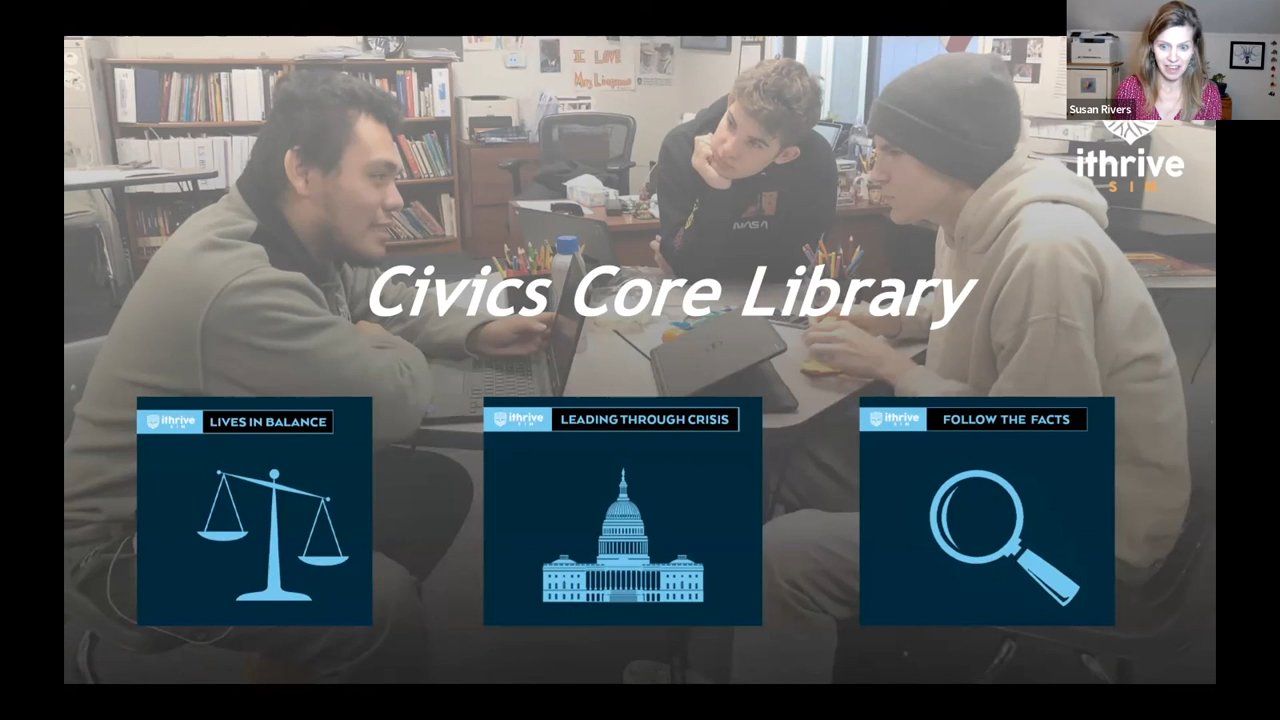 Susan Rivers
ithrive
SIM
I LOVE
NASA
Civics Core Library
ithrive
SIM
LIVES IN BALANCE
ithrive
SIM
LEADING THROUGH CRISIS
ithrive
SIM
FOLLOW THE FACTS